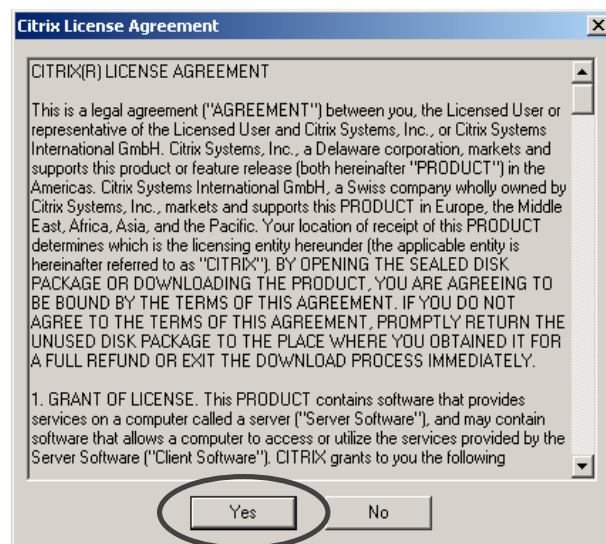 Citrix License Agreement
CITRIX(R) LICENSE AGREEMENT
This is a legal agreement ("AGREEMENT") between you, the Licensed User or
representative of the Licensed User and Citrix Systems, Inc., or Citrix Systems
International GmbH. Citrix Systems, Inc., a Delaware corporation, markets and
supports this product or feature release (both hereinafter "PRODUCT") in the
Americas. Citrix Systems International GmbH, a Swiss company wholly owned by
Citrix Systems, Inc., markets and supports this PRODUCT in Europe, the Middle
East, Africa, Asia, and the Pacific. Your location of receipt of this PRODUCT
determines which is the licensing entity hereunder (the applicable entity is
hereinafter referred to as "CITRIX"). BY OPENING THE SEALED DISK
PACKAGE OR DOWNLOADING THE PRODUCT, YOU ARE AGREEING TO
BE BOUND BY THE TERMS OF THIS AGREEMENT. IF YOU DO NOT
AGREE TO THE TERMS OF THIS AGREEMENT, PROMPTLY RETURN THE
UNUSED DISK PACKAGE TO THE PLACE WHERE YOU OBTAINED IT FOR
A FULL REFUND OR EXIT THE DOWNLOAD PROCESS IMMEDIATELY.
1. GRANT OF LICENSE. This PRODUCT contains software that provides
services on a computer called a server ("Server Software"), and may contain
software that allows a computer to access or utilize the services provided by the
Server Software ("Client Software"). CITRIX grants to you the following
Yes No